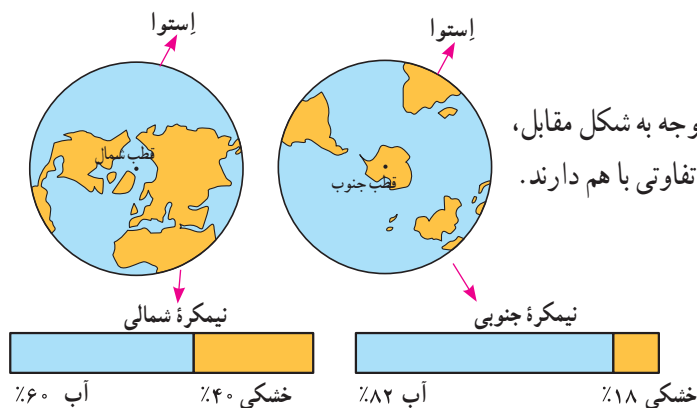 اِستوا
اِستوا
وجه به شکل مقابل،
تفاوتی با هم دارند.
قطب جنوب
قطب شمال
نیمکرهٔ جنوبی
نیمکرهٔ شمالی
خشکی ۱۸٪ آب ۸۲٪
خشکی ۴۰٪ آب ۶۰٪